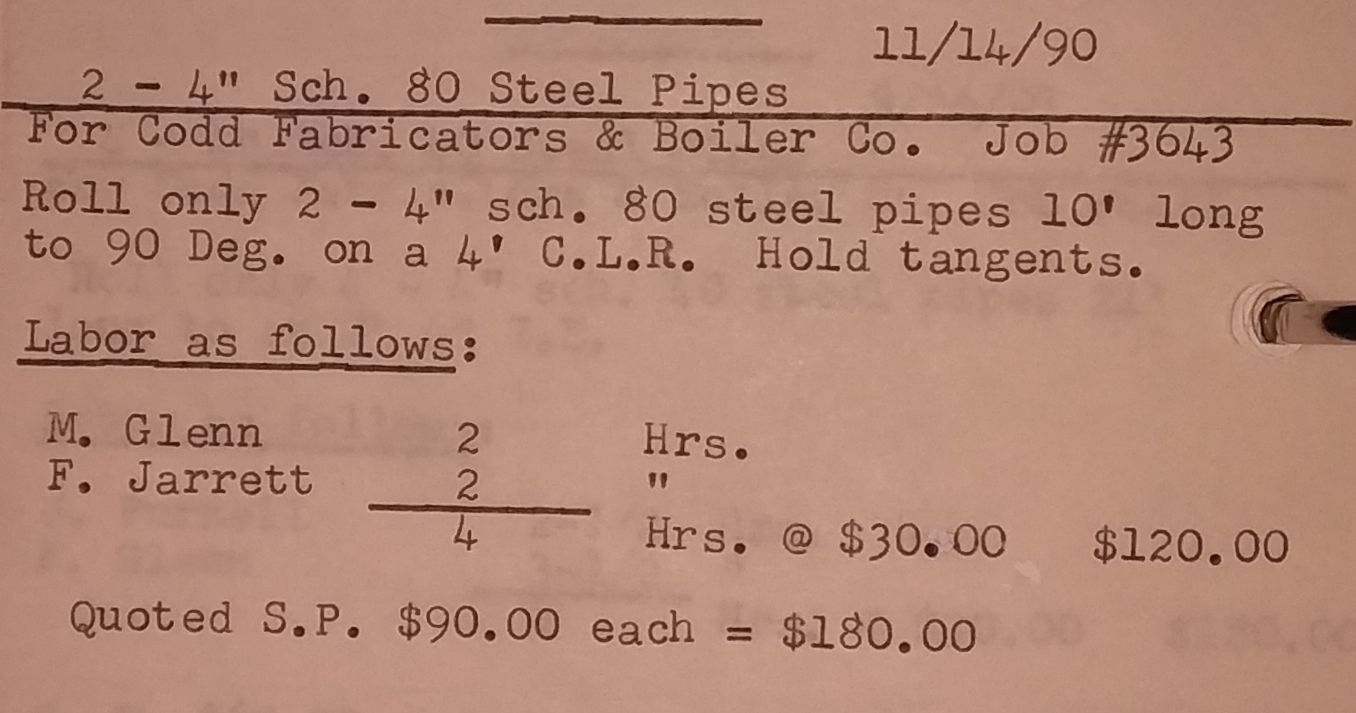 11/14/90
2 - 4" Sch. 80 Steel Pipes
For Codd Fabricators & Boiler Co. Job #3643
Roll only 2 - 4" sch. 80 steel pipes 10' long
to 90 Deg. on a 4' C.L.R. Hold tangents.
Labor as follows:
M. Glenn 2 Hrs.
F. Jarrett 2 "
4 Hrs. @ $30.00 $120.00
Quoted S.P. $90.00 each = $180.00